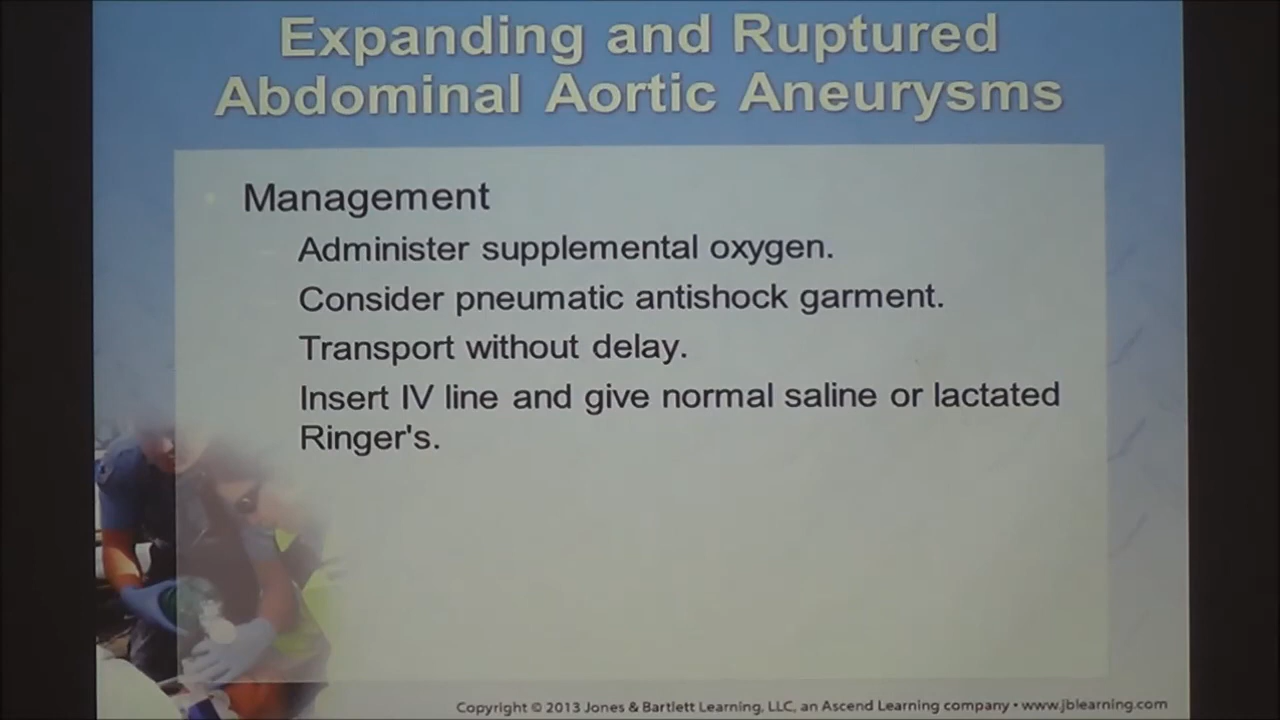 Expanding and Ruptured
Abdominal Aortic Aneurysms
Management
Administer supplemental oxygen.
Consider pneumatic antishock garment.
Transport without delay.
Insert IV line and give normal saline or lactated
Ringer's.
Copyright © 2013 Jones & Bartlett Learning, LLC, an Ascend Learning company • www.jblearning.com